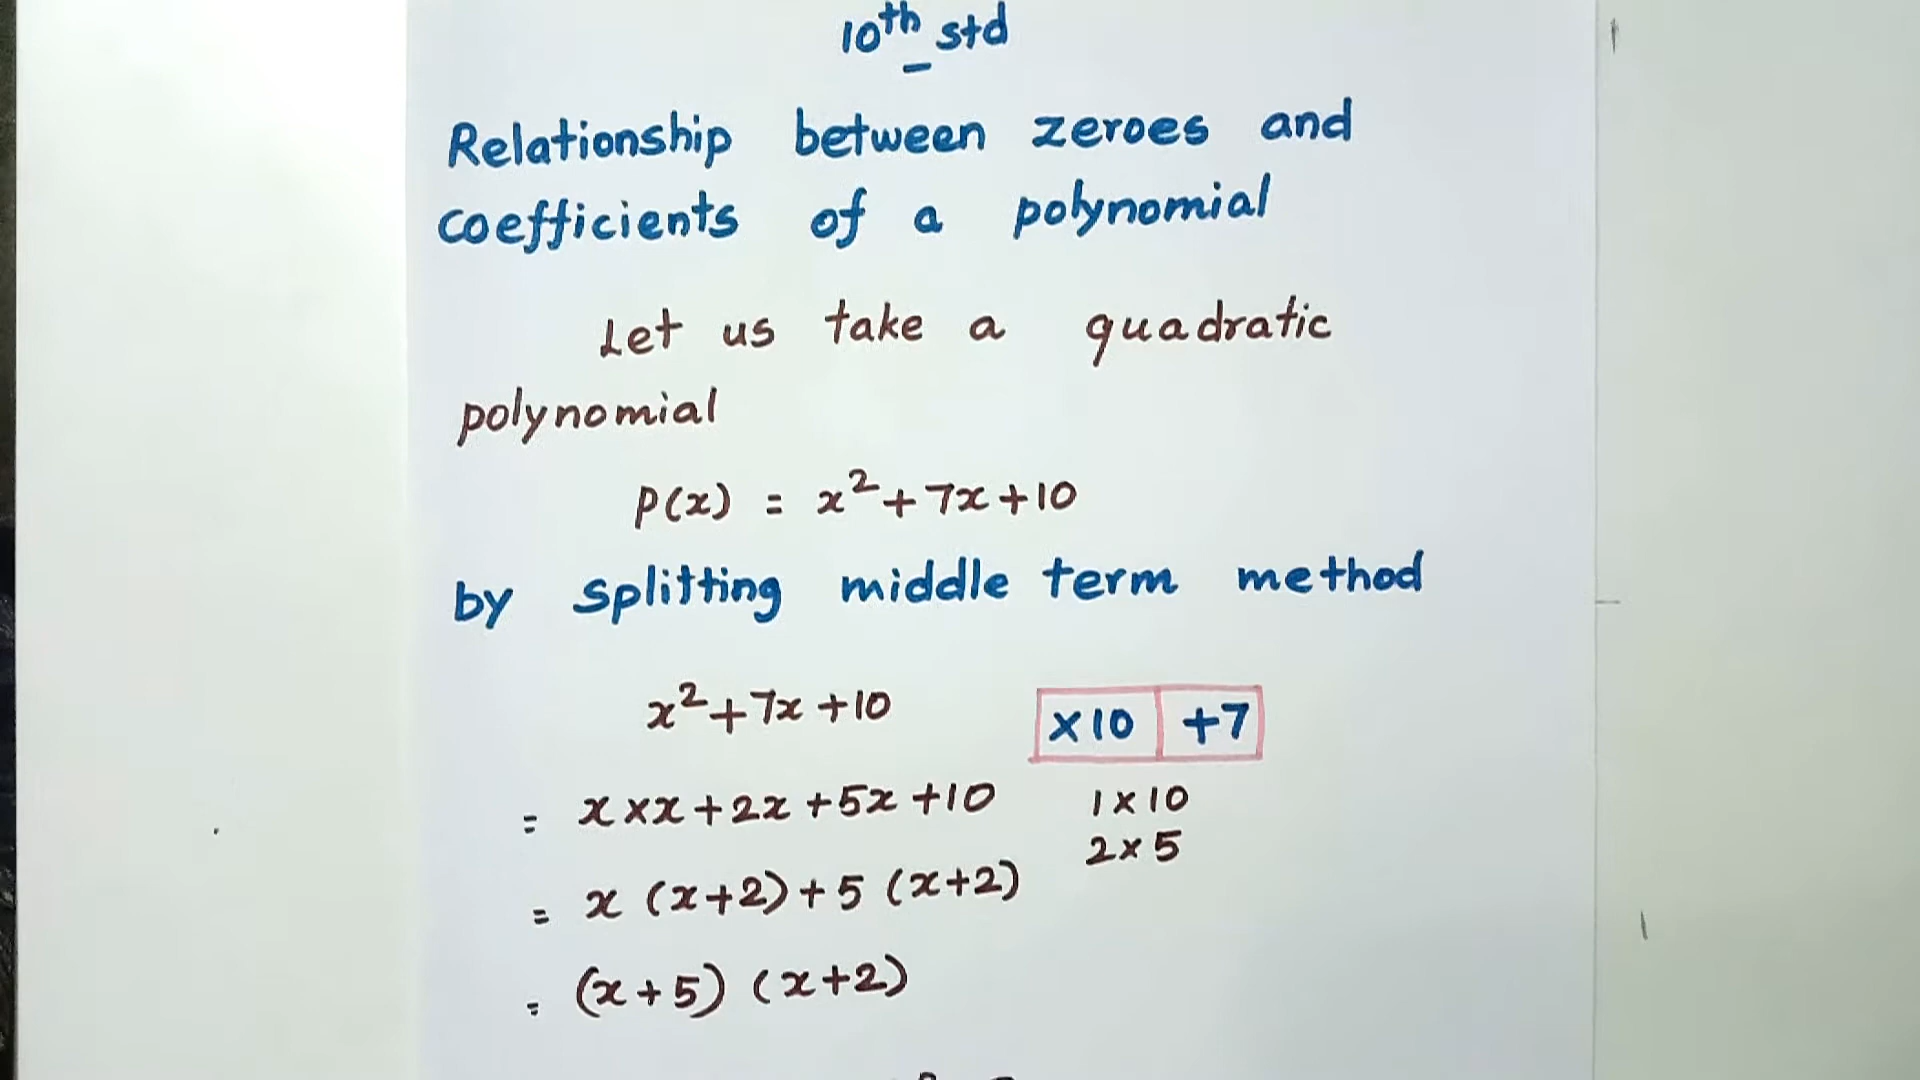 10th std
Relationship between zeroes and
coefficients of a polynomial
Let us take a quadratic
polynomial
P(x) = x²+7x+10
by splitting middle term method
x²+7x+10
×10 +7
= x×x+2x+5x+10
1×10
2×5
= x (x+2)+5 (x+2)
= (x+5) (x+2)